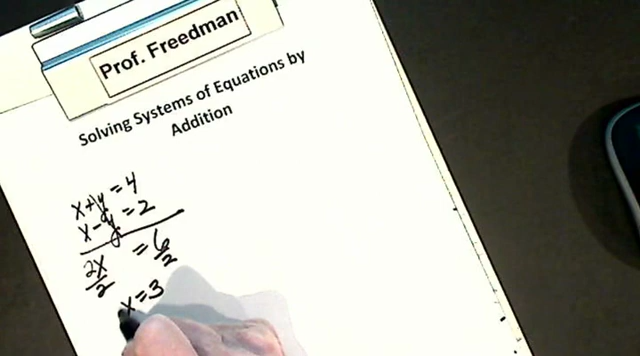 Prof. Freedman
Solving Systems of Equations by
Addition
x+y=4
x-y=2
2x/2 =6/2
x=3